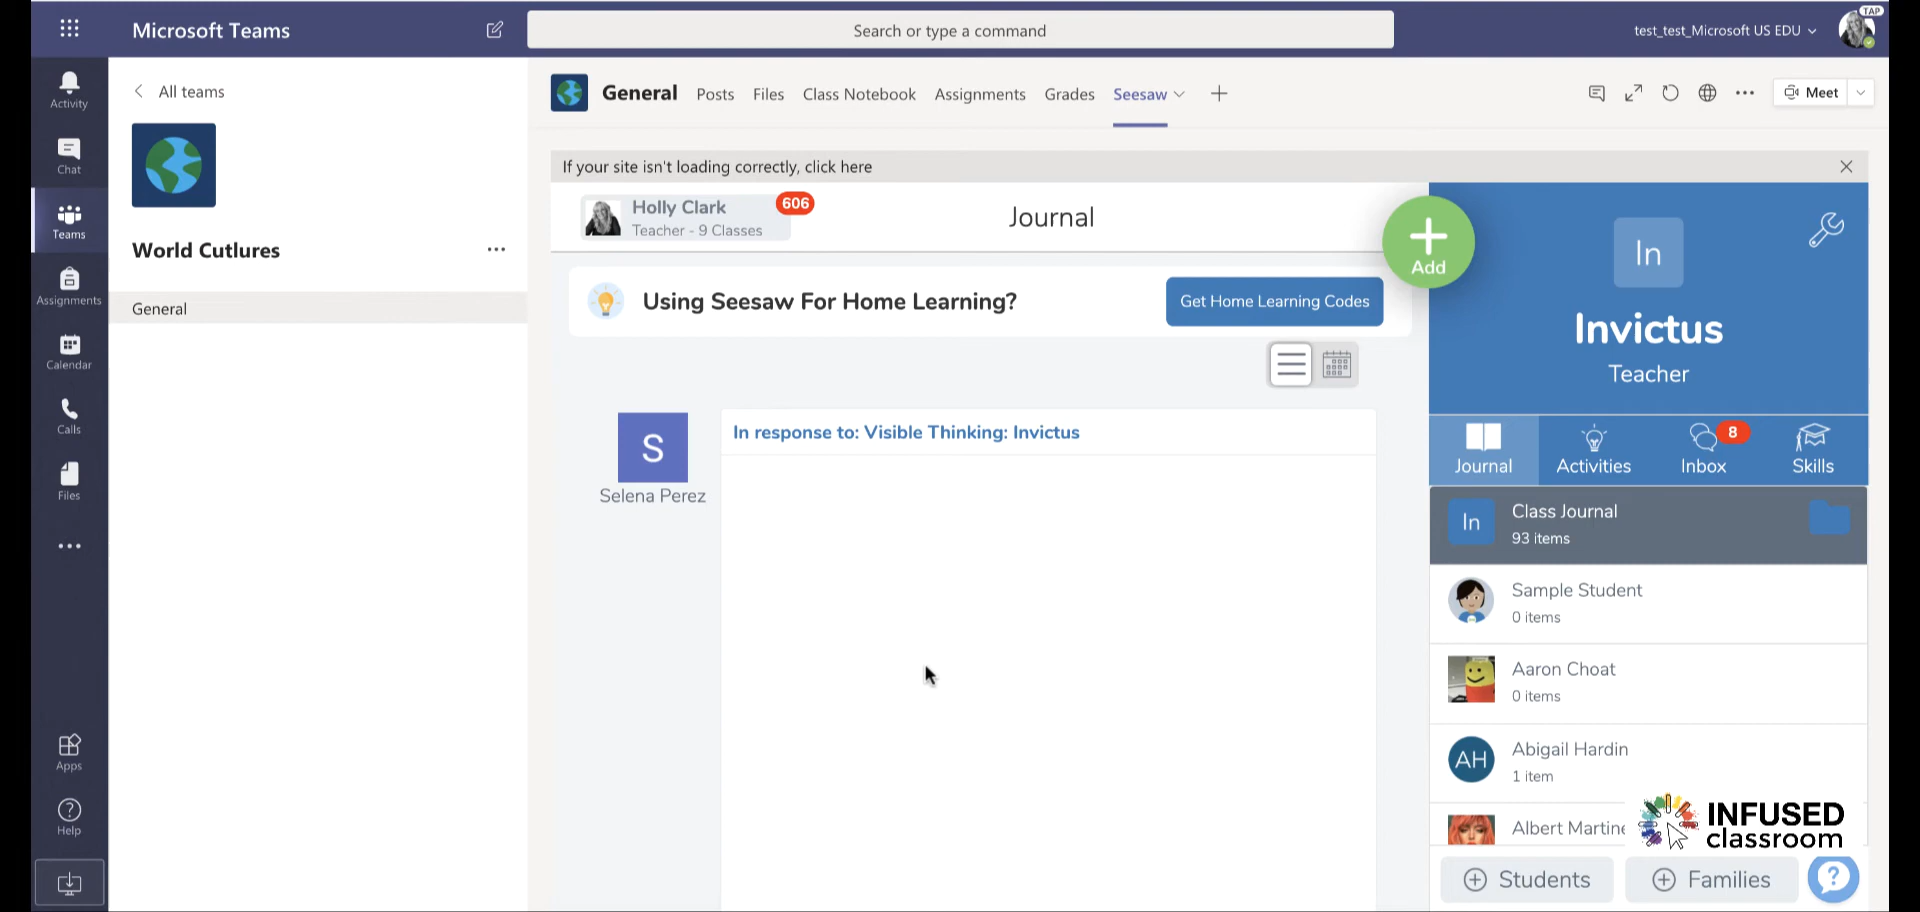 Microsoft Teams
Search or type a command
test_test_Microsoft US EDU
TAP
Activity
Chat
Teams
Assignments
Calendar
Calls
Files
Apps
Help
All teams
World Cutlures
General
General
Posts
Files
Class Notebook
Assignments
Grades
Seesaw
Meet
If your site isn't loading correctly, click here
Holly Clark
Teacher - 9 Classes
606
Journal
Add
Using Seesaw For Home Learning?
Get Home Learning Codes
S
Selena Perez
In response to: Visible Thinking: Invictus
In
Invictus
Teacher
Journal
Activities
Inbox
8
Skills
In
Class Journal
93 items
Sample Student
0 items
Aaron Choat
0 items
AH
Abigail Hardin
1 item
Albert Martine
INFUSED
classroom
Students
Families
?